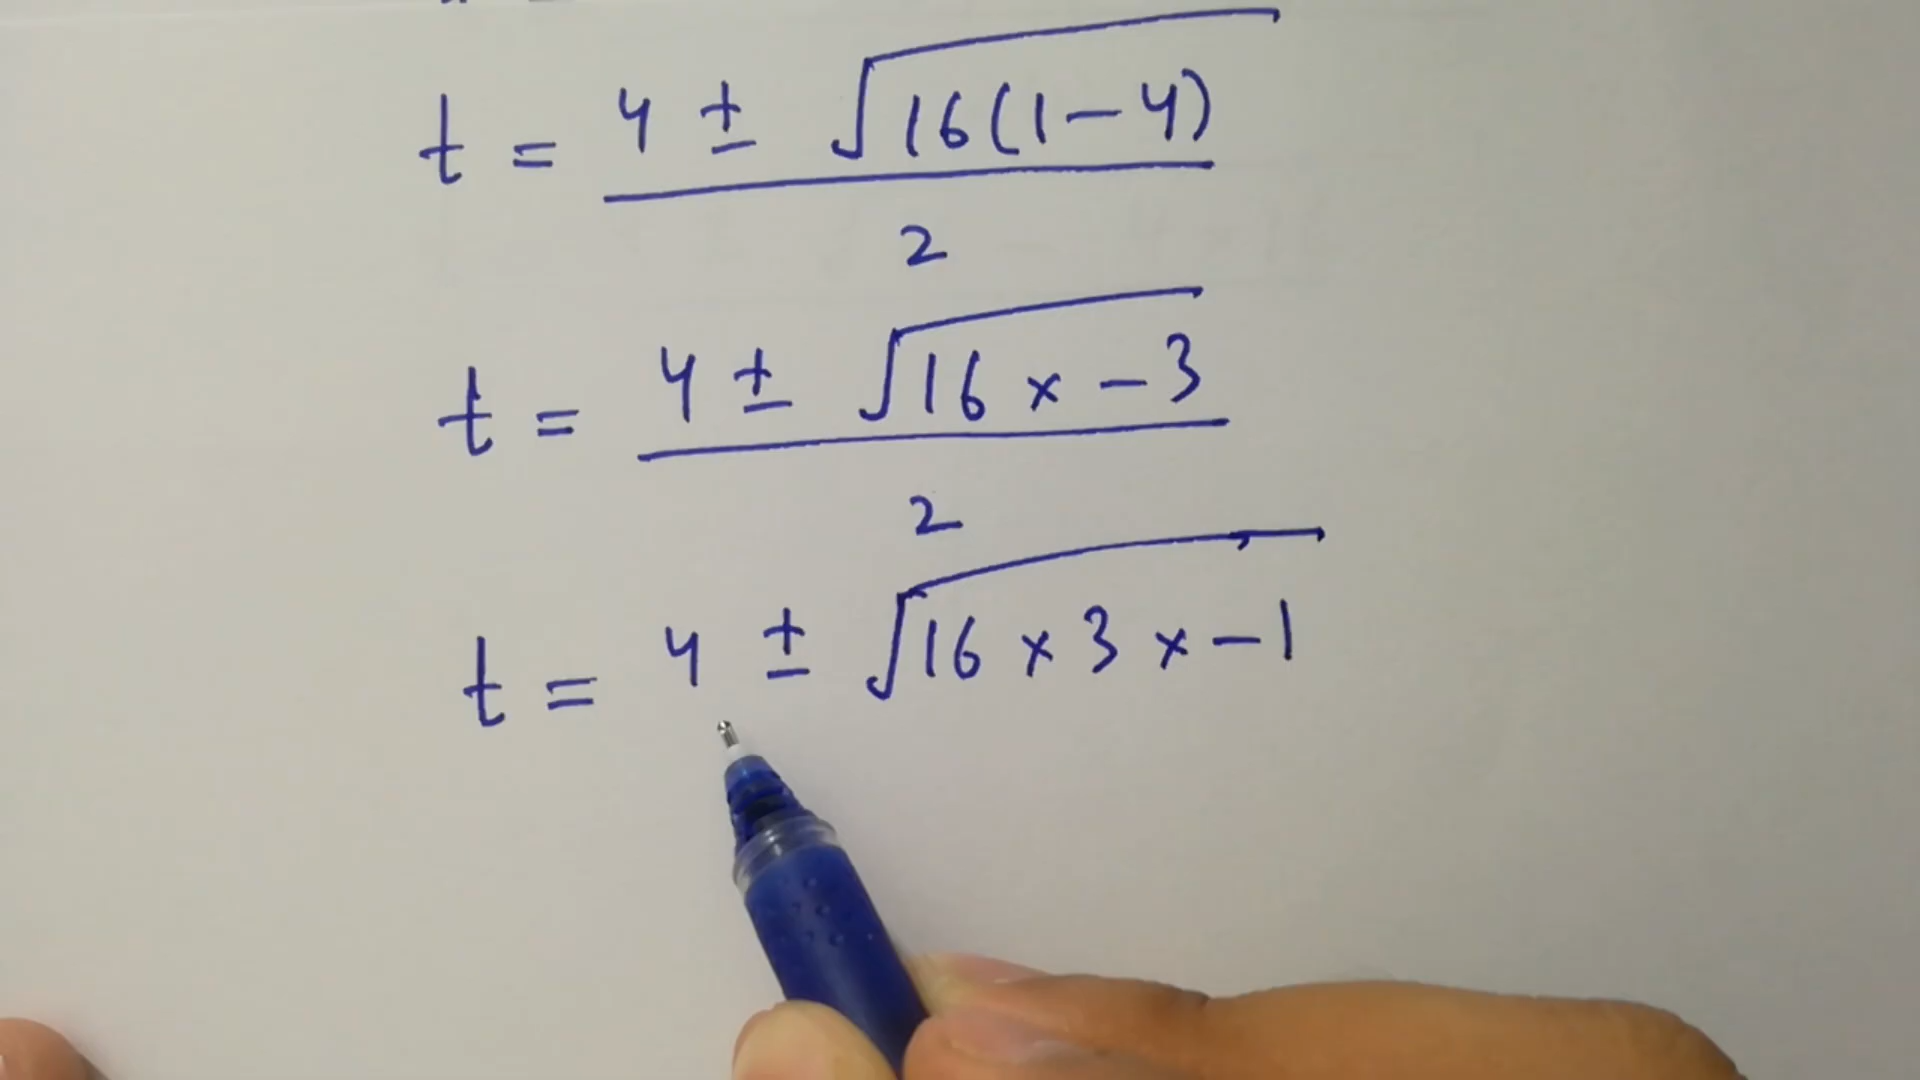 t = 4 ± √16(1-4)
2
t = 4 ± √16 x -3
2
t = 4 ± √16 x 3 x -1